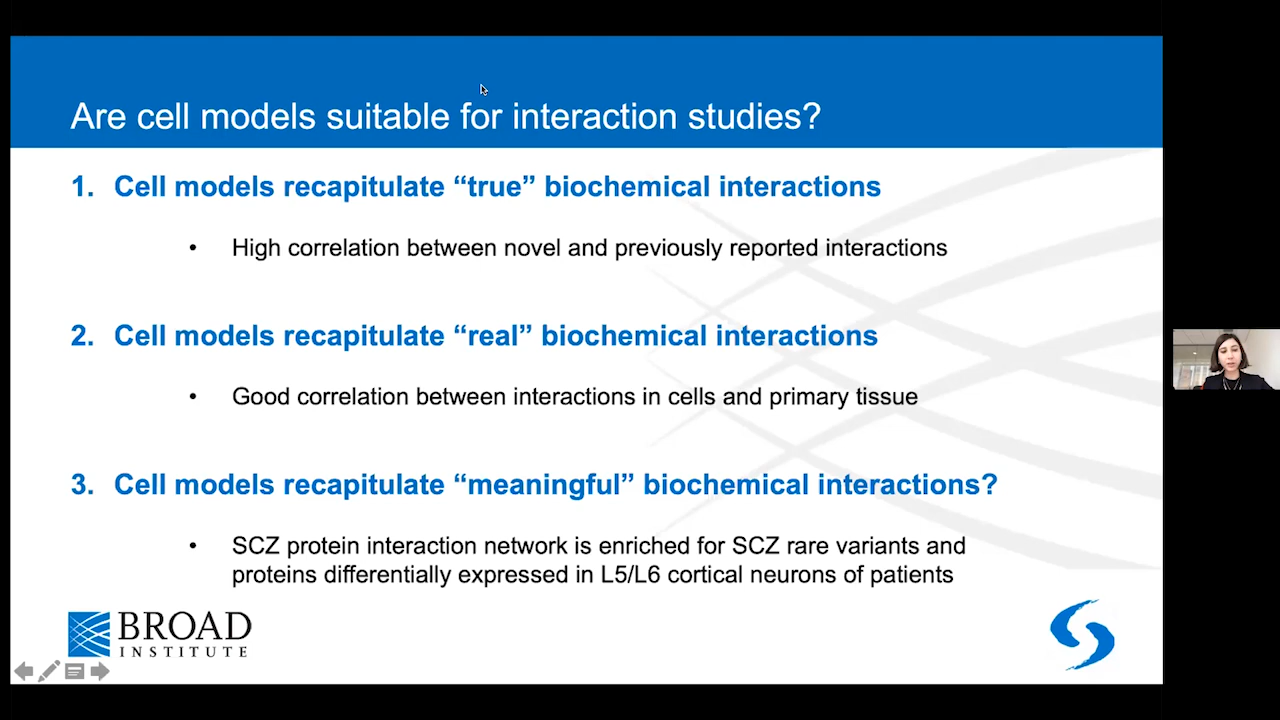 Are cell models suitable for interaction studies?
1. Cell models recapitulate “true” biochemical interactions
• High correlation between novel and previously reported interactions
2. Cell models recapitulate “real” biochemical interactions
• Good correlation between interactions in cells and primary tissue
3. Cell models recapitulate “meaningful” biochemical interactions?
• SCZ protein interaction network is enriched for SCZ rare variants and
proteins differentially expressed in L5/L6 cortical neurons of patients
BROAD
INSTITUTE